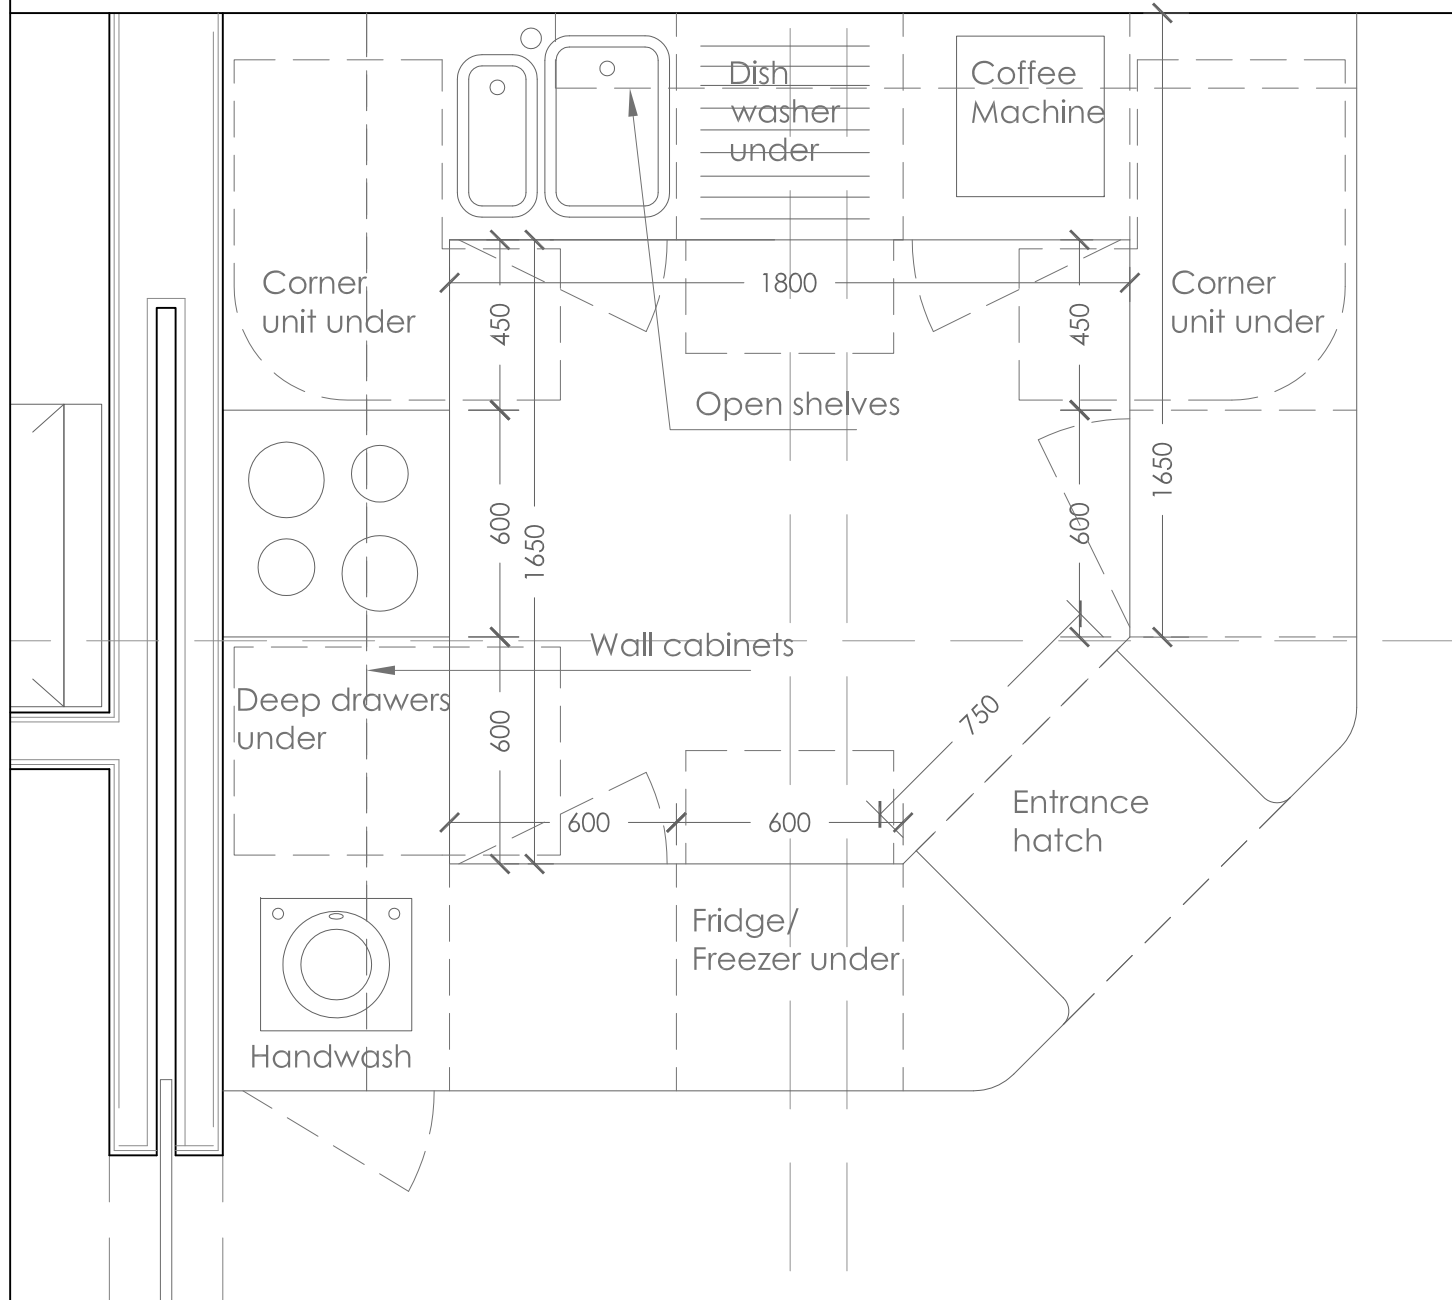 Dish
washer
under
Coffee
Machine
Corner
unit under
1800
Corner
unit under
450
450
Open shelves
1650
600
1650
600
Wall cabinets
Deep drawers
under
600
750
600
600
Entrance
hatch
Fridge/
Freezer under
Handwash